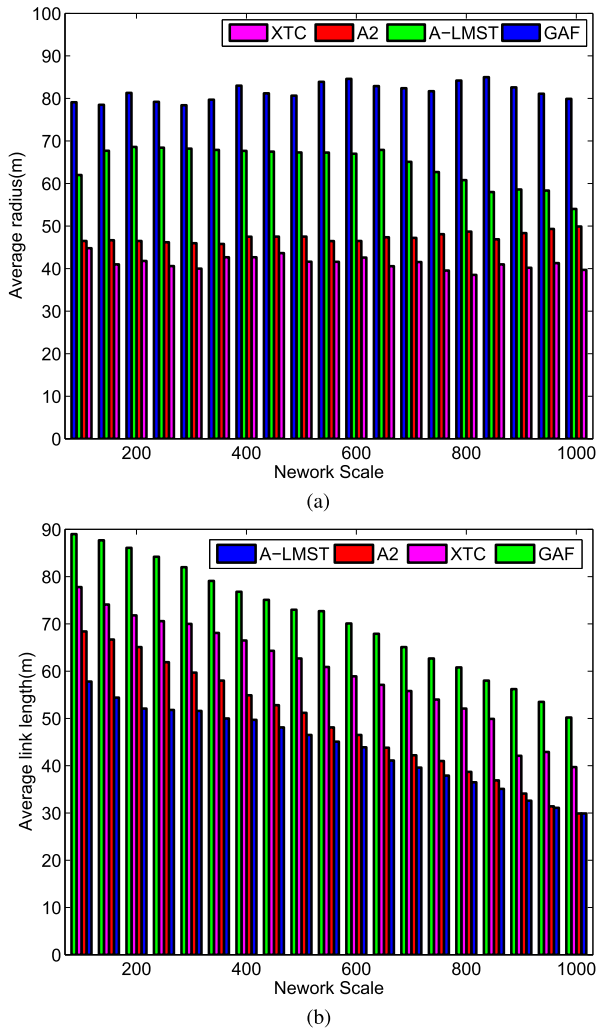 100
90
80
70
60
50
40
30
20
10
0
Average radius(m)
XTC A2 A-LMST GAF
200 400 600 800 1000
Nework Scale
(a)
90
80
70
60
50
40
30
20
10
0
Average link length(m)
A-LMST A2 XTC GAF
200 400 600 800 1000
Nework Scale
(b)